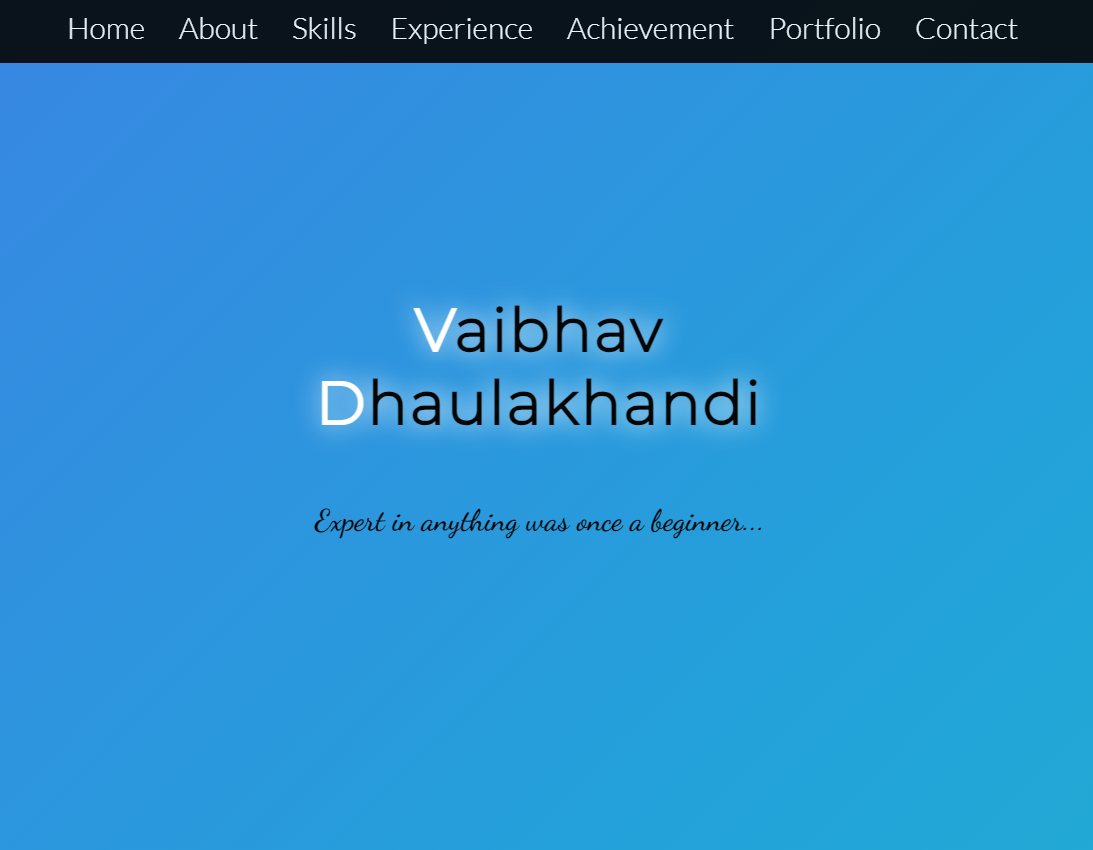 Home About Skills Experience Achievement Portfolio Contact
Vaibhav
Dhaulakhandi
Expert in anything was once a beginner...